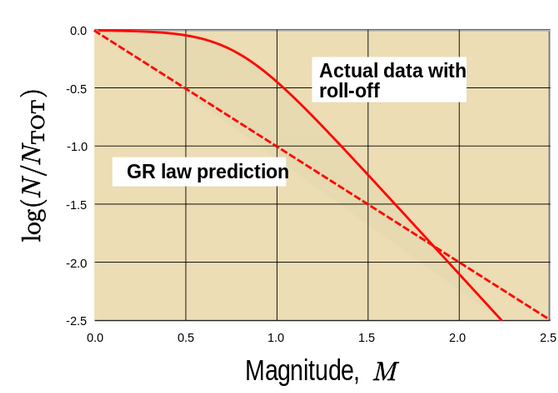 0.0
Actual data with
roll-off
-0.5
-1.0
GR law prediction
log(N/N_TOT)
-1.5
-2.0
-2.5
0.0 0.5 1.0 1.5 2.0 2.5
Magnitude, M